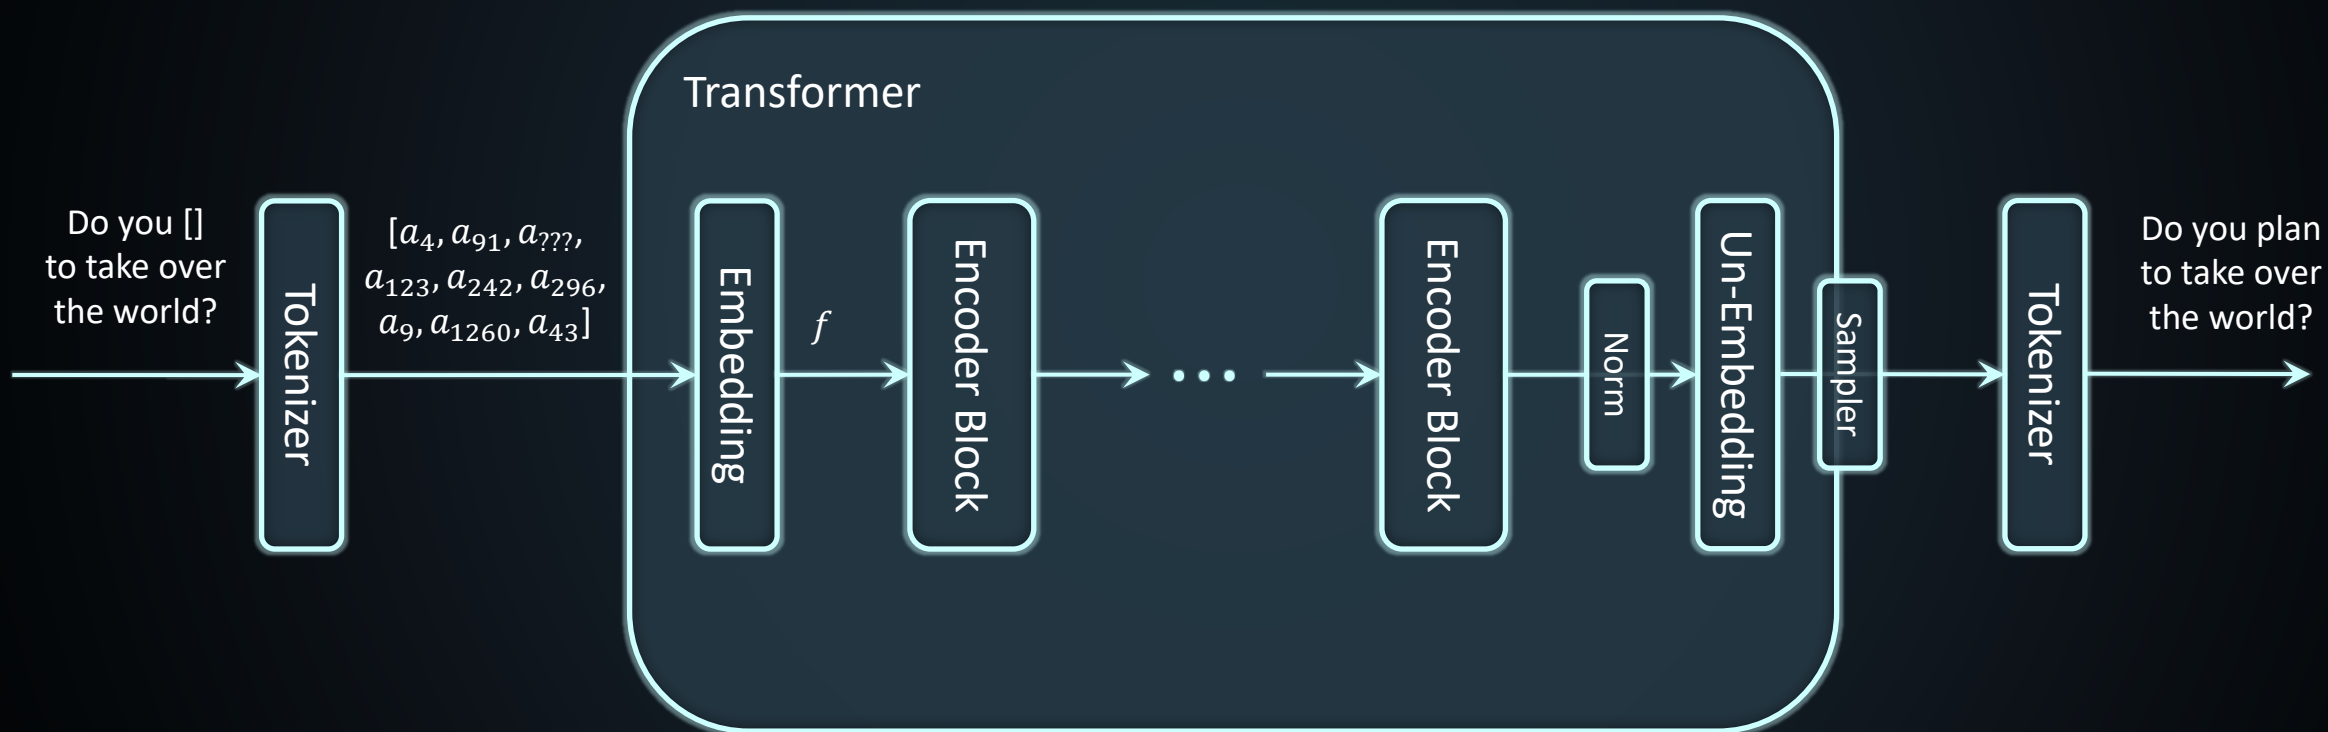 Transformer
Do you []
to take over
the world?
Tokenizer
[a₄, a₉₁, a_???,
a₁₂₃, a₂₄₂, a₂₉₆,
a₉, a₁₂₆₀, a₄₃]
Embedding
f
Encoder Block
...
Encoder Block
Norm
Un-Embedding
Sampler
Tokenizer
Do you plan
to take over
the world?